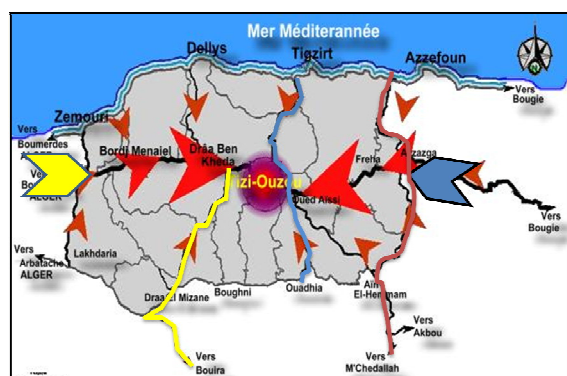 Mer Méditerannée
Dellys
Tigzirt
Azzefoun
N
Vers
Bougie
Zemouri
Vers
Boumerdes
Bordj Menaiel
Drâa Ben
Kheda
Freha
Azazga
Vers
ALGER
Tizi-Ouzou
Oued Aissi
Vers
Bougie
Vers
Arbatache
ALGER
Lakhdaria
Draa El Mizane
Boughni
Ouadhia
Ain
El-Hemmam
Vers
Akbou
Vers
Bouira
Vers
M'Chedallah